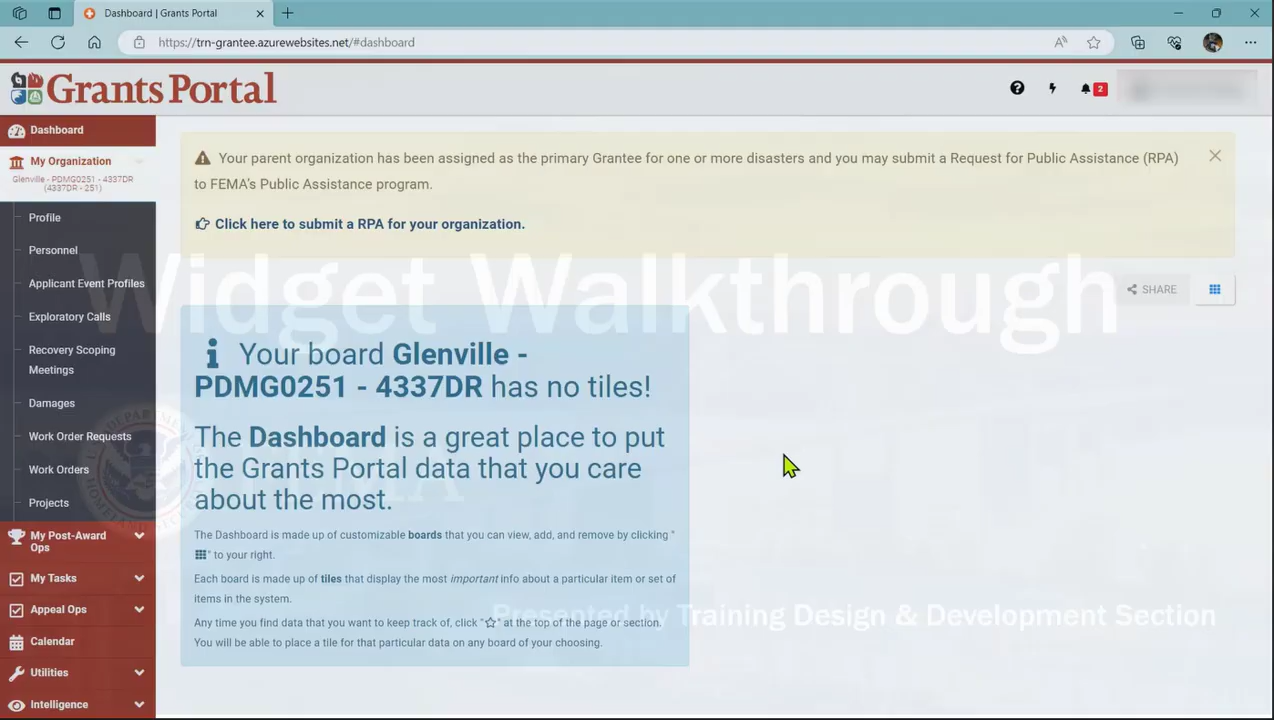 Dashboard | Grants Portal
https://trn-grantee.azurewebsites.net/#dashboard
Grants Portal
2
Dashboard
My Organization
Glenville - PDMG0251 - 4337DR
(4337DR - 251)
Profile
Personnel
Applicant Event Profiles
Exploratory Calls
Recovery Scoping
Meetings
Damages
Work Order Requests
Work Orders
Projects
My Post-Award
Ops
My Tasks
Appeal Ops
Calendar
Utilities
Intelligence
Your parent organization has been assigned as the primary Grantee for one or more disasters and you may submit a Request for Public Assistance (RPA)
to FEMA's Public Assistance program.
Click here to submit a RPA for your organization.
Widget Walkthrough
SHARE
Your board Glenville -
PDMG0251 - 4337DR has no tiles!
The Dashboard is a great place to put
the Grants Portal data that you care
about the most.
The Dashboard is made up of customizable boards that you can view, add, and remove by clicking "
" to your right.
Each board is made up of tiles that display the most important info about a particular item or set of
items in the system.
Any time you find data that you want to keep track of, click "☆" at the top of the page or section.
You will be able to place a tile for that particular data on any board of your choosing.
Presented by Training Design & Development Section